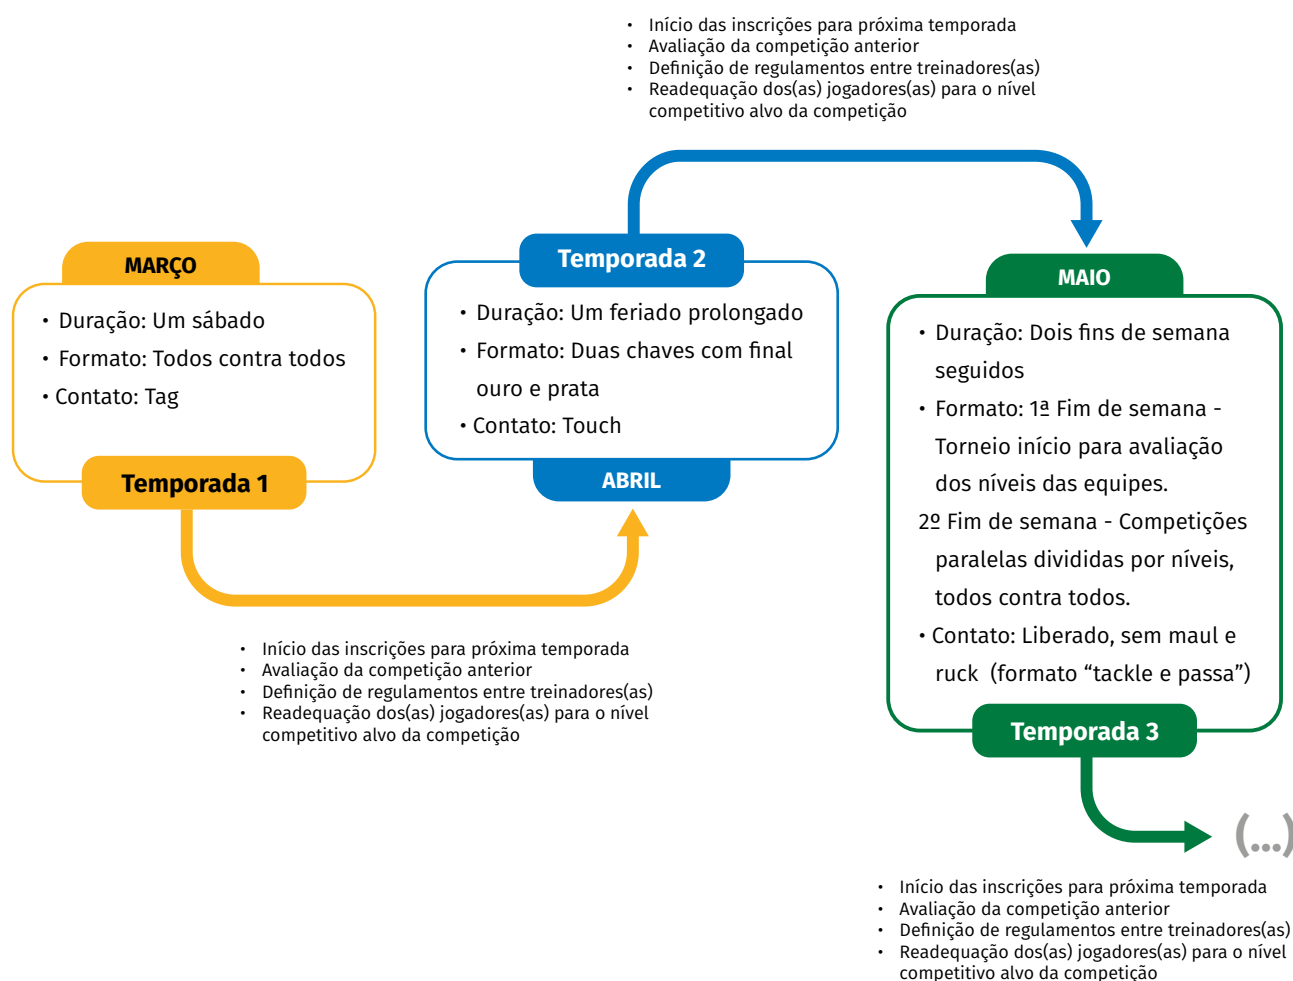 • Início das inscrições para próxima temporada
• Avaliação da competição anterior
• Definição de regulamentos entre treinadores(as)
• Readequação dos(as) jogadores(as) para o nível
competitivo alvo da competição
MARÇO
• Duração: Um sábado
• Formato: Todos contra todos
• Contato: Tag
Temporada 1
Temporada 2
• Duração: Um feriado prolongado
• Formato: Duas chaves com final
ouro e prata
• Contato: Touch
ABRIL
MAIO
• Duração: Dois fins de semana
seguidos
• Formato: 1ª Fim de semana -
Torneio início para avaliação
dos níveis das equipes.
2º Fim de semana - Competições
paralelas divididas por níveis,
todos contra todos.
• Contato: Liberado, sem maul e
ruck (formato “tackle e passa”)
Temporada 3
• Início das inscrições para próxima temporada
• Avaliação da competição anterior
• Definição de regulamentos entre treinadores(as)
• Readequação dos(as) jogadores(as) para o nível
competitivo alvo da competição
(...)
• Início das inscrições para próxima temporada
• Avaliação da competição anterior
• Definição de regulamentos entre treinadores(as)
• Readequação dos(as) jogadores(as) para o nível
competitivo alvo da competição